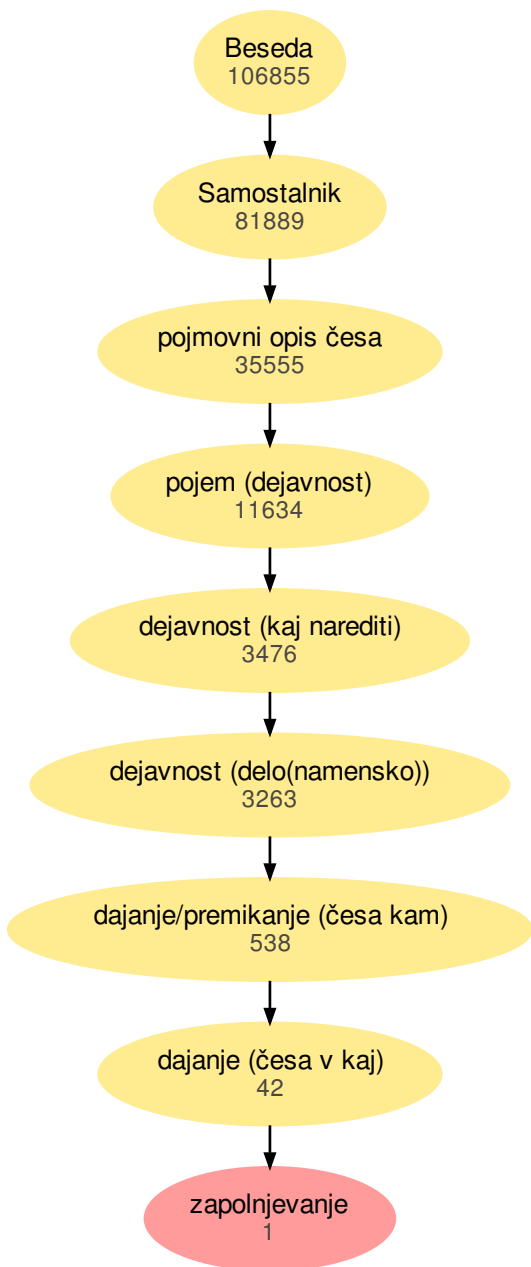 Beseda
106855
Samostalnik
81889
pojmovni opis česa
35555
pojem (dejavnost)
11634
dejavnost (kaj narediti)
3476
dejavnost (delo(namensko))
3263
dajanje/premikanje (česa kam)
538
dajanje (česa v kaj)
42
zapolnjevanje
1